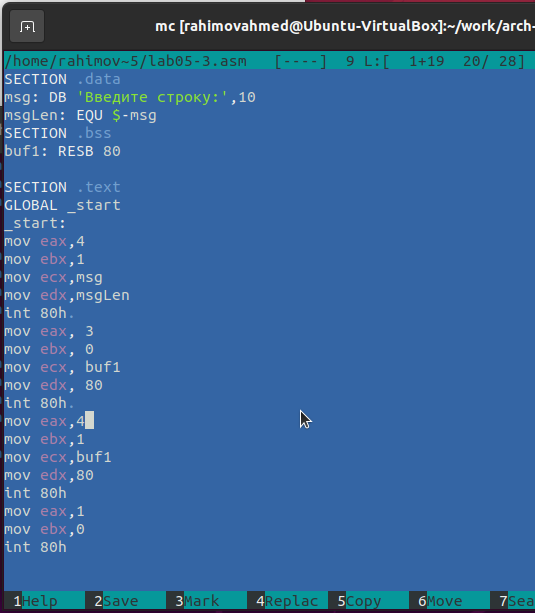 mc [rahimovahmed@Ubuntu-VirtualBox]:~/work/arch-
/home/rahimov~5/lab05-3.asm   [----]  9 L:[  1+19  20/ 28]
SECTION .data
msg: DB 'Введите строку:',10
msgLen: EQU $-msg
SECTION .bss
buf1: RESB 80

SECTION .text
GLOBAL _start
_start:
mov eax,4
mov ebx,1
mov ecx,msg
mov edx,msgLen
int 80h.
mov eax, 3
mov ebx, 0
mov ecx, buf1
mov edx, 80
int 80h.
mov eax,4
mov ebx,1
mov ecx,buf1
mov edx,80
int 80h
mov eax,1
mov ebx,0
int 80h
1Help   2Save   3Mark   4Replac 5Copy   6Move   7Sea